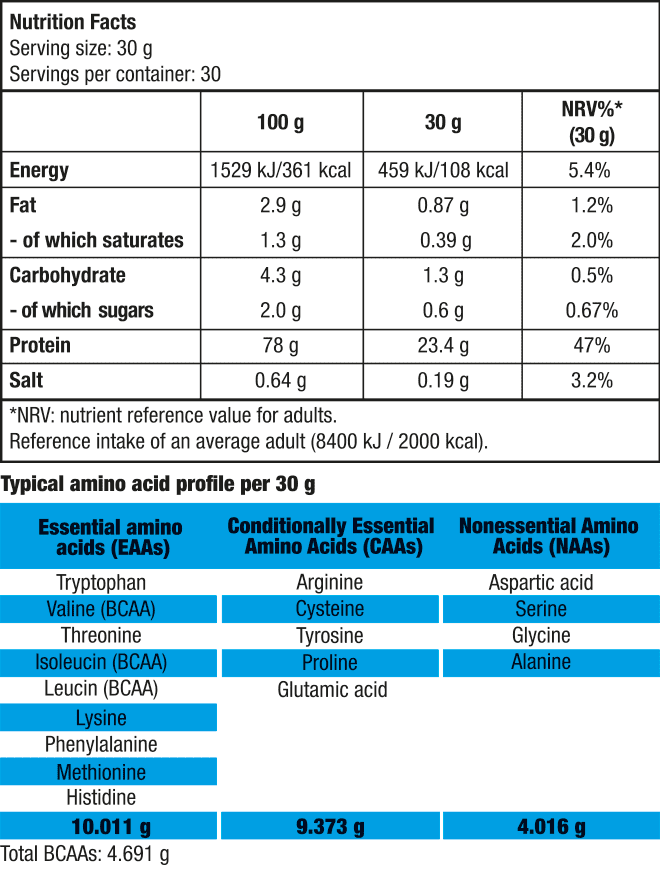 Nutrition Facts
Serving size: 30 g
Servings per container: 30
100 g 30 g NRV%* (30 g)
Energy 1529 kJ/361 kcal 459 kJ/108 kcal 5.4%
Fat 2.9 g 0.87 g 1.2%
- of which saturates 1.3 g 0.39 g 2.0%
Carbohydrate 4.3 g 1.3 g 0.5%
- of which sugars 2.0 g 0.6 g 0.67%
Protein 78 g 23.4 g 47%
Salt 0.64 g 0.19 g 3.2%
*NRV: nutrient reference value for adults.
Reference intake of an average adult (8400 kJ / 2000 kcal).
Typical amino acid profile per 30 g
Essential amino Conditionally Essential Nonessential Amino
acids (EAAs) Amino Acids (CAAs) Acids (NAAs)
Tryptophan Arginine Aspartic acid
Valine (BCAA) Cysteine Serine
Threonine Tyrosine Glycine
Isoleucin (BCAA) Proline Alanine
Leucin (BCAA) Glutamic acid
Lysine
Phenylalanine
Methionine
Histidine
10.011 g 9.373 g 4.016 g
Total BCAAs: 4.691 g